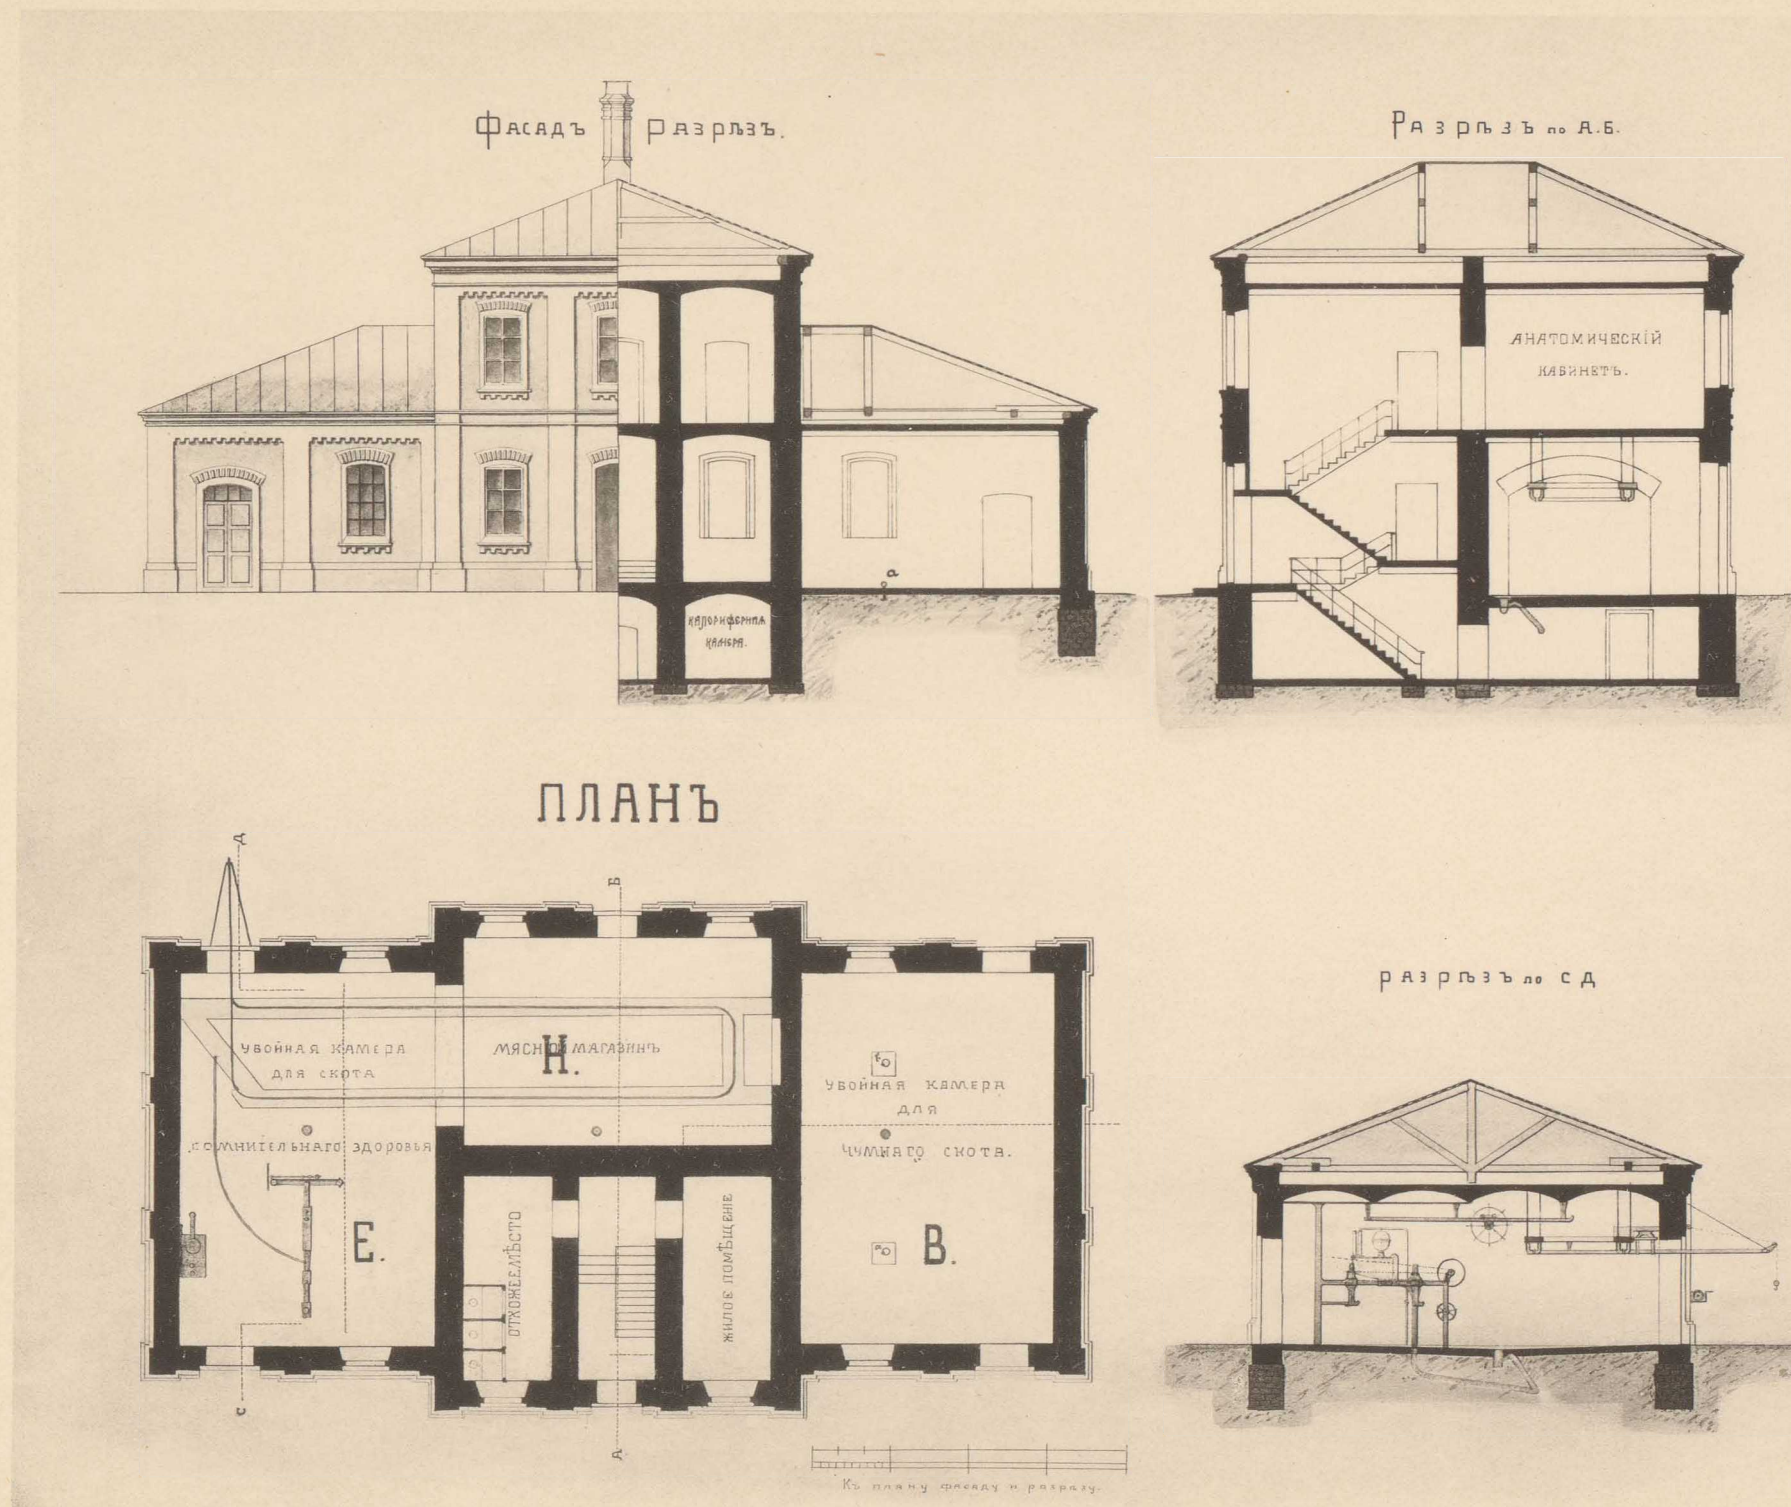 Фасадъ Разрѣзъ.
Разрѣзъ по А.Б.
АНАТОМИЧЕСКІЙ
КАБИНЕТЪ.
а
КАЛОРИФЕРНАЯ
КАМЕРА.
ПЛАНЪ
Д
Б
разрѣзъ по С Д
УБОЙНАЯ КАМЕРА
ДЛЯ СКОТА
СОМНИТЕЛЬНАГО ЗДОРОВЬЯ
Е.
МЯСНОЙ МАГАЗИНЪ
Н.
УБОЙНАЯ КАМЕРА
ДЛЯ
ЧУМНАГО СКОТА.
В.
ОТХОЖЕЕ МѢСТО
ЖИЛОЕ ПОМѢЩЕНІЕ
С
А
Къ плану фасаду и разрѣзу.